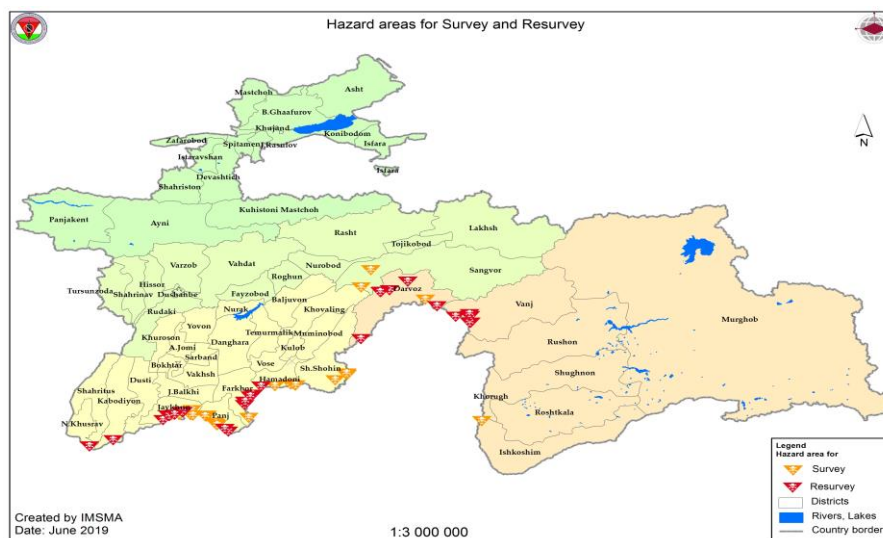 Hazard areas for Survey and Resurvey
Asht
Mastchoh
B.Ghaafurov
Khujand
Konibodom
Zafarobod
Spitamen
J.Rasulov
Isfara
Istaravshan
Isfara
Devashtich
Shahriston
N
Panjakent
Ayni
Kuhistoni Mastchoh
Rasht
Lakhsh
Tojikobod
Varzob
Vahdat
Nurobod
Sangvor
Roghun
Tursunzoda
Hissor
Shahrinav
Dushanbe
Fayzobod
Baljuvon
Darvoz
Rudaki
Nurak
Khovaling
Vanj
Murghob
Yovon
Temurmalik
Muminobod
Khuroson
Danghara
Rushon
A.Jomi
Kulob
Sarband
Bokhtar
Vose
Sh.Shohin
Shughnon
Vakhsh
Hamadoni
Dusti
Farkhor
Shahritus
J.Balkhi
Khorugh
Kabodiyon
Roshtkala
Jaykhun
Panj
N.Khusrav
Ishkoshim
Legend
Hazard area for
Survey
Resurvey
Districts
Rivers, Lakes
Country border
Created by IMSMA
Date: June 2019
1:3 000 000